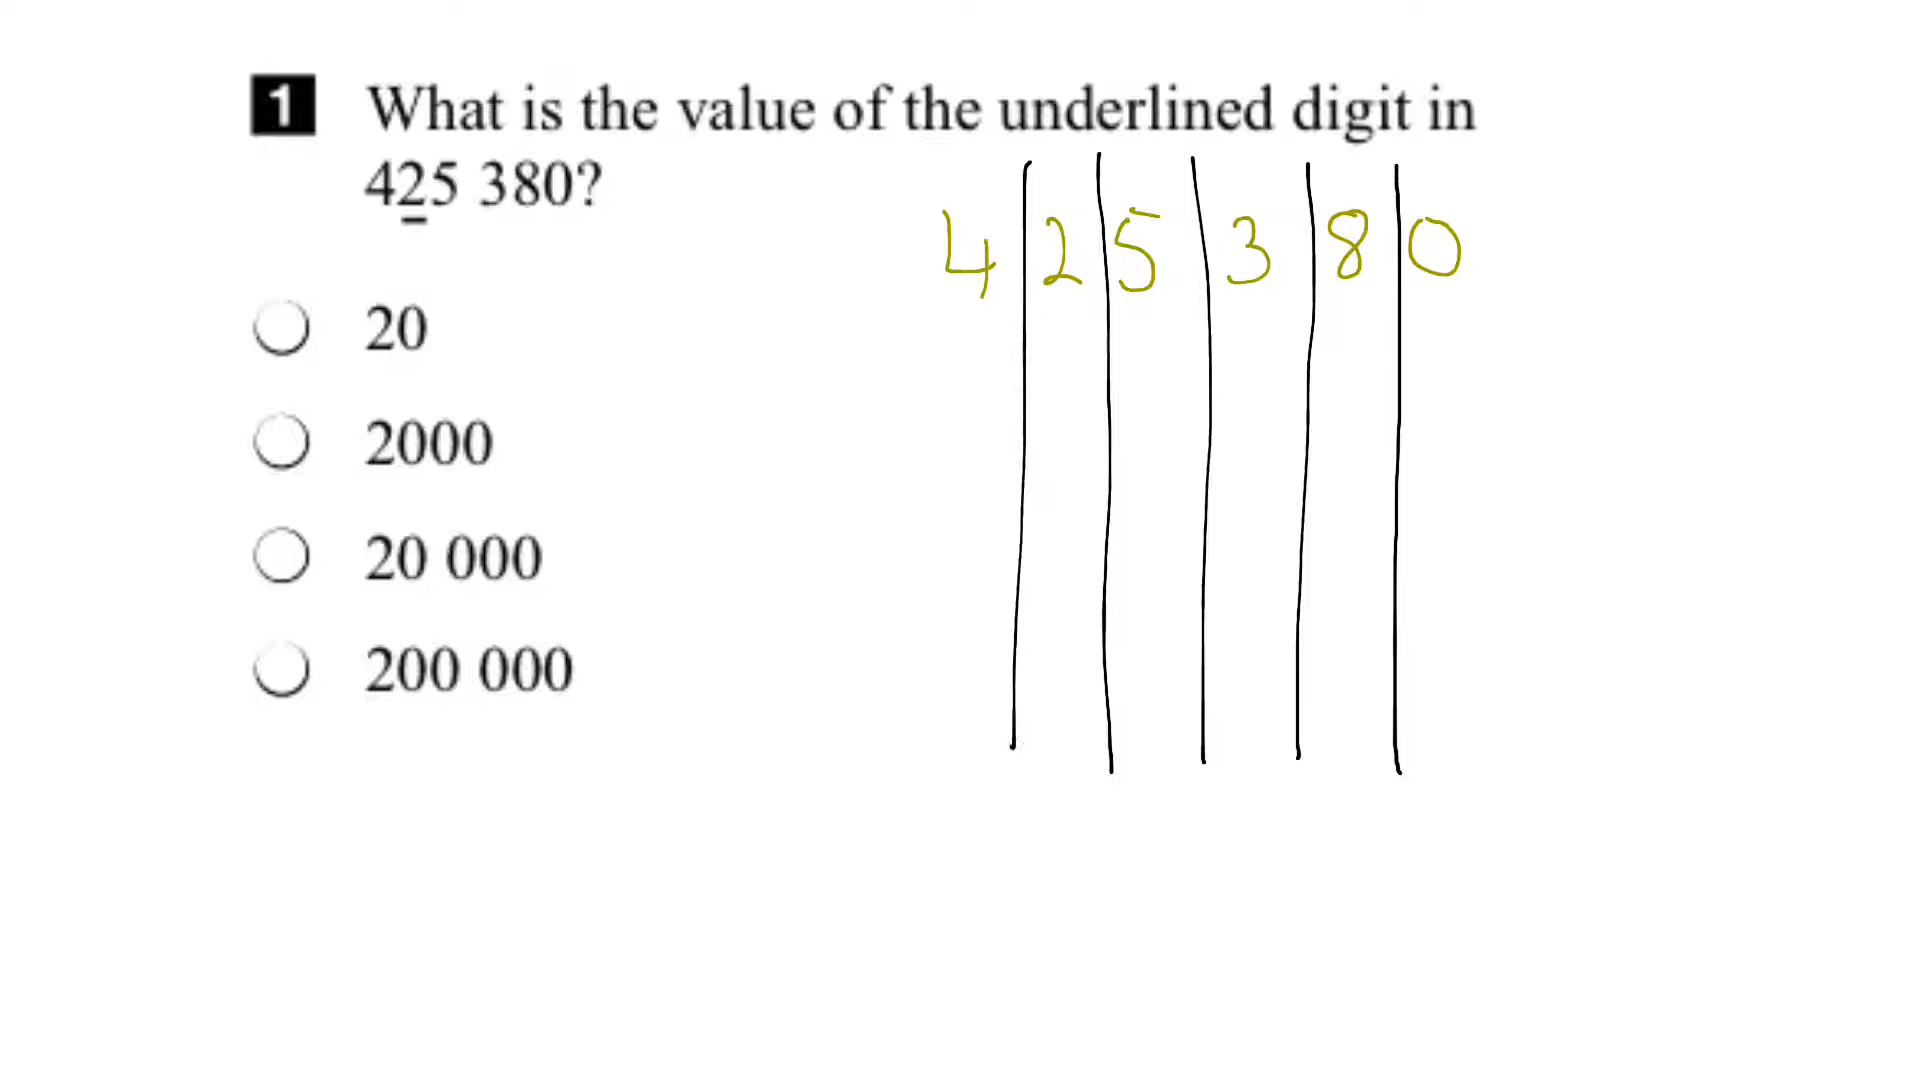 1 What is the value of the underlined digit in
425 380?
4 2 5 3 8 0
20
2000
20 000
200 000